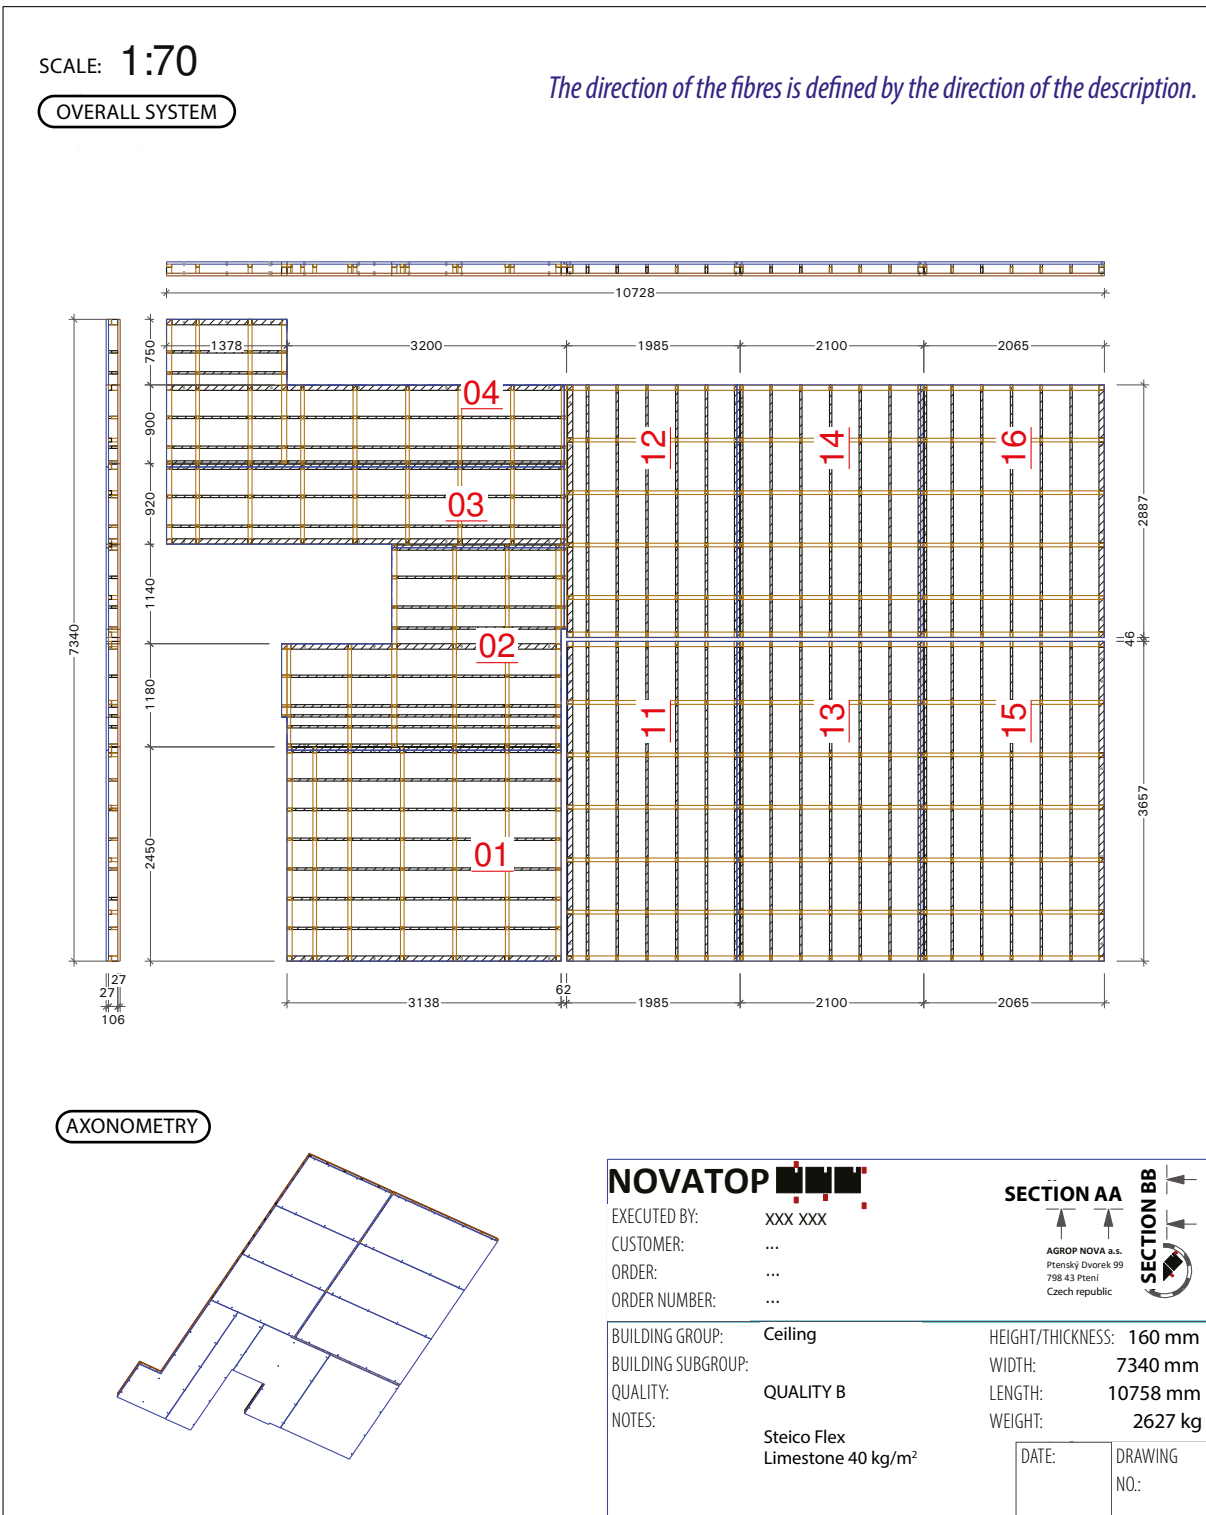 SCALE: 1:70
OVERALL SYSTEM
The direction of the fibres is defined by the direction of the description.
10728
1378
3200
1985
2100
2065
750
900
920
1140
1180
2450
7340
04
03
02
01
12
14
16
11
13
15
2887
46
3657
27
27
106
3138
62
1985
2100
2065
AXONOMETRY
NOVATOP
EXECUTED BY: XXX XXX
CUSTOMER: ...
ORDER: ...
ORDER NUMBER: ...
SECTION AA
SECTION BB
AGROP NOVA a.s.
Ptenský Dvorek 99
798 43 Ptení
Czech republic
BUILDING GROUP: Ceiling
BUILDING SUBGROUP:
QUALITY: QUALITY B
NOTES:
Steico Flex
Limestone 40 kg/m²
HEIGHT/THICKNESS: 160 mm
WIDTH: 7340 mm
LENGTH: 10758 mm
WEIGHT: 2627 kg
DATE:
DRAWING
NO.: